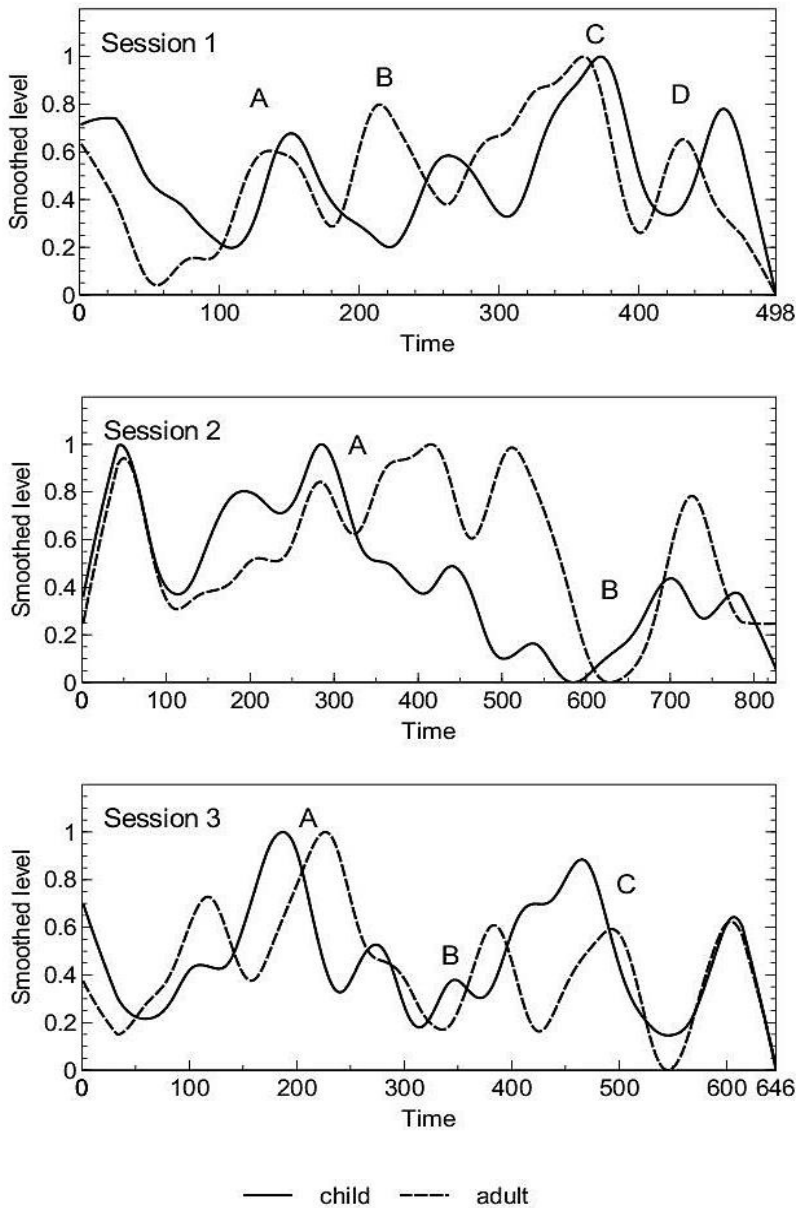 Session 1
A
B
C
D
1
0.8
0.6
0.4
0.2
0
Smoothed level
0 100 200 300 400 498
Time
Session 2
A
B
1
0.8
0.6
0.4
0.2
0
Smoothed level
0 100 200 300 400 500 600 700 800
Time
Session 3
A
B
C
1
0.8
0.6
0.4
0.2
0
Smoothed level
0 100 200 300 400 500 600 646
Time
child adult